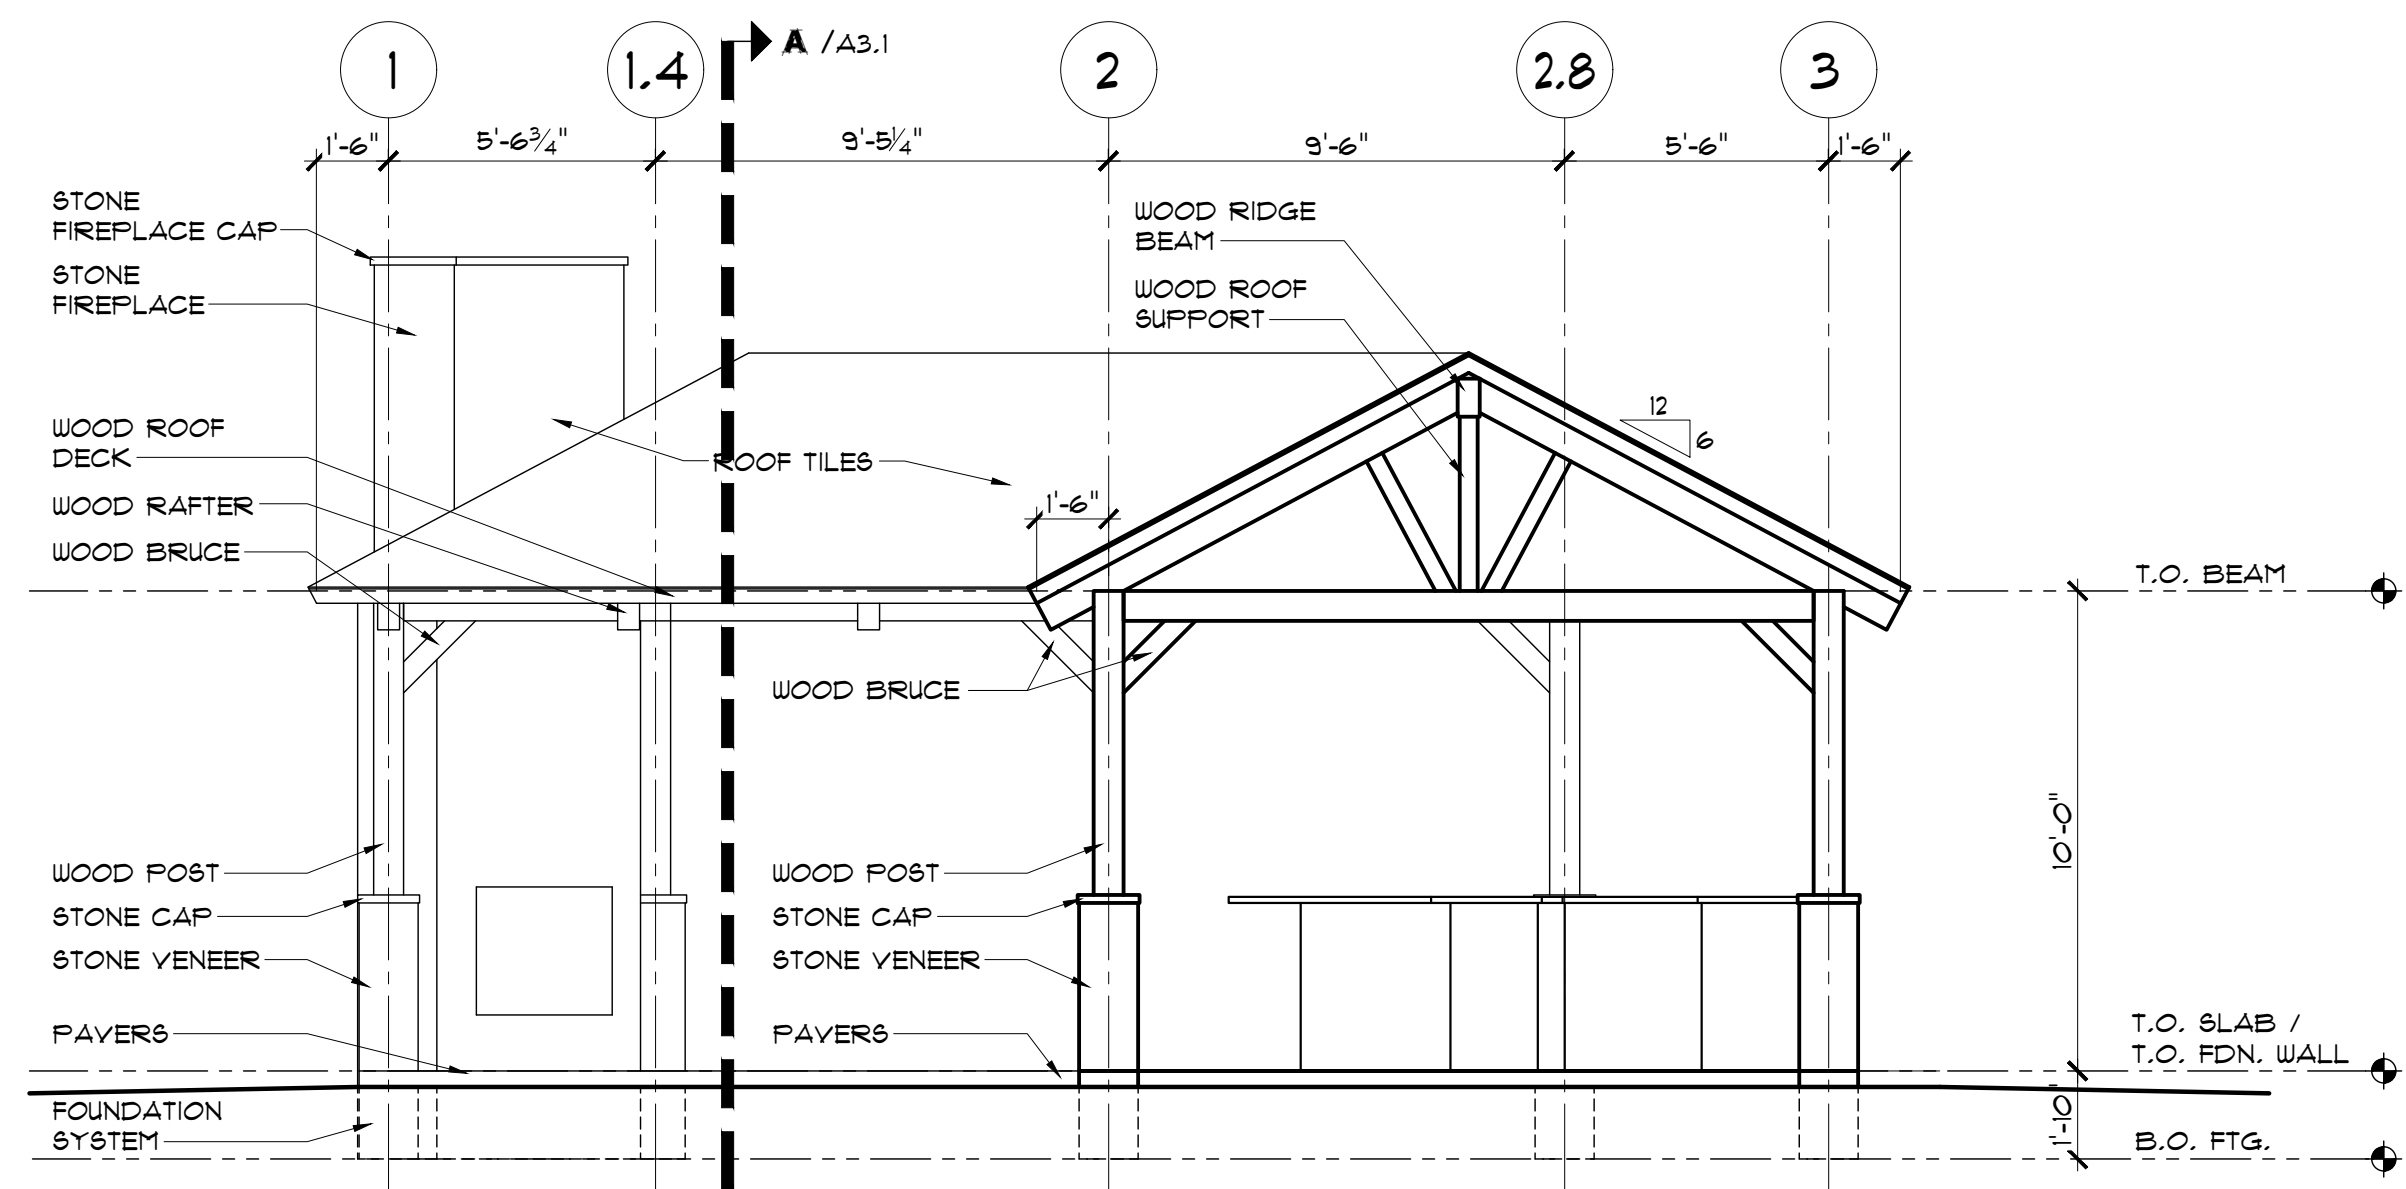 1
1.4
2
2.8
3
A /A3.1
1'-6"
5'-6¾"
9'-5¼"
9'-6"
5'-6"
1'-6"
STONE
FIREPLACE CAP
STONE
FIREPLACE
WOOD RIDGE
BEAM
WOOD ROOF
SUPPORT
12
6
WOOD ROOF
DECK
ROOF TILES
WOOD RAFTER
1'-6"
WOOD BRUCE
T.O. BEAM
WOOD BRUCE
10'-0"
WOOD POST
STONE CAP
STONE VENEER
PAVERS
WOOD POST
STONE CAP
STONE VENEER
PAVERS
T.O. SLAB /
T.O. FDN. WALL
FOUNDATION
SYSTEM
1'-10"
B.O. FTG.